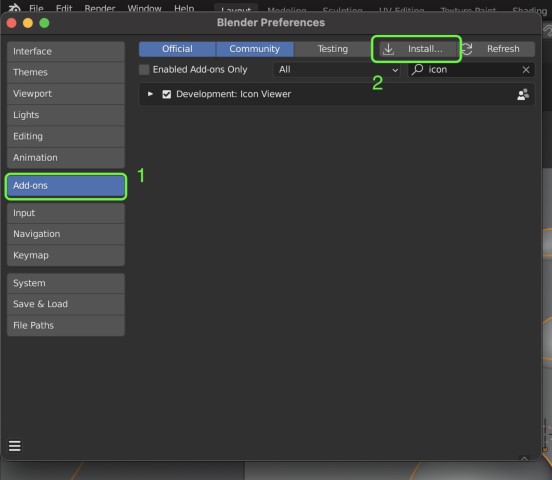 File Edit Render Window Help Layout Modeling Sculpting UV Editing Texture Paint Shading
Blender Preferences
Interface
Themes
Viewport
Lights
Editing
Animation
Add-ons
Input
Navigation
Keymap
System
Save & Load
File Paths
1
Official Community Testing Install... Refresh
Enabled Add-ons Only All icon
2
Development: Icon Viewer